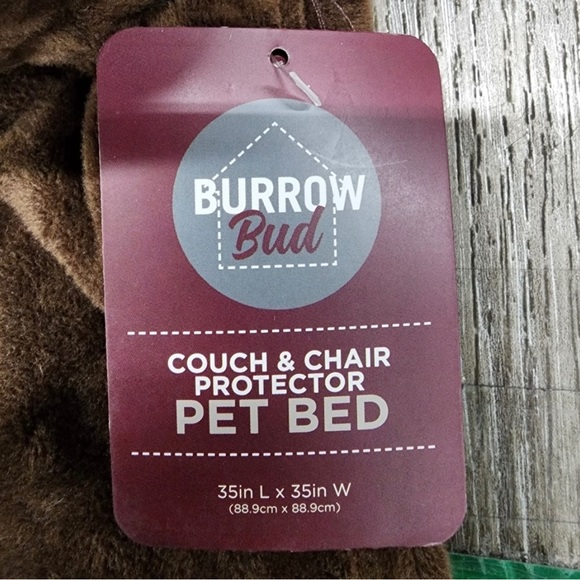 BURROW
Bud
COUCH & CHAIR
PROTECTOR
PET BED
35in L x 35in W
(88.9cm x 88.9cm)